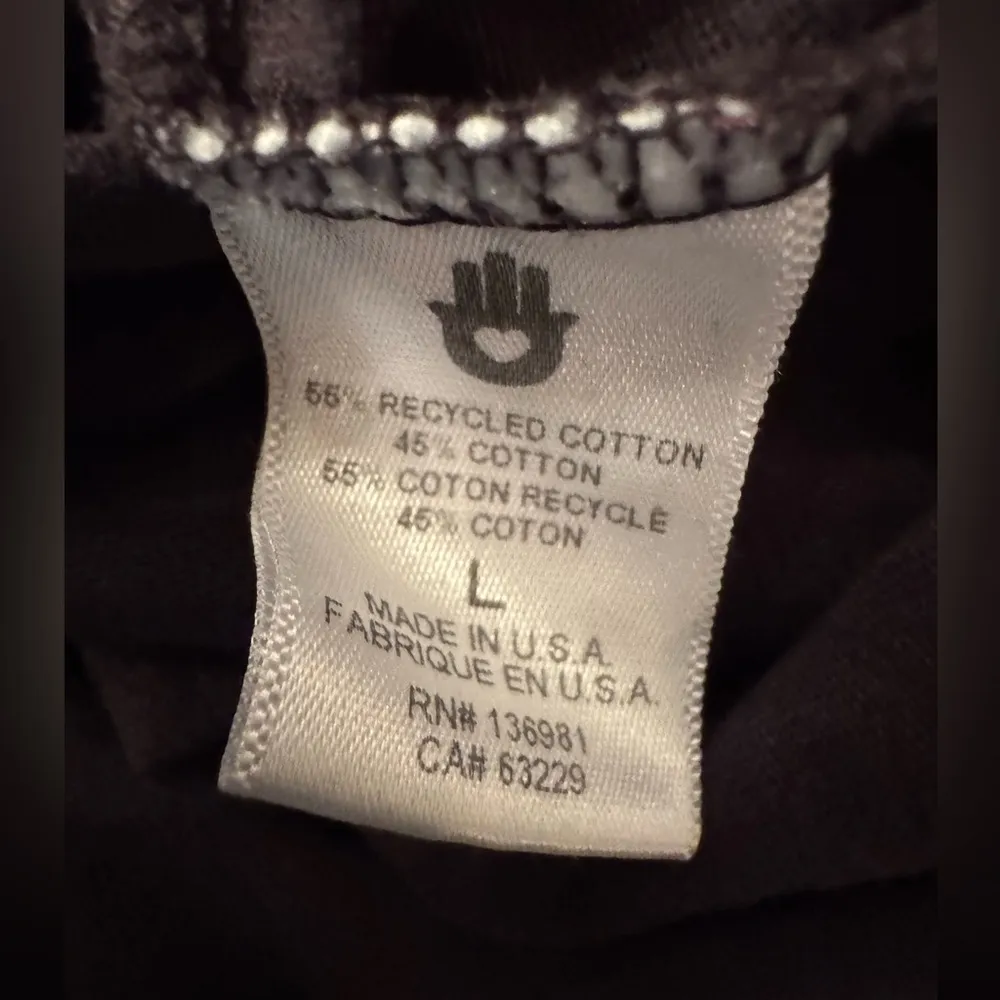 55% RECYCLED COTTON
45% COTTON
55% COTON RECYCLÉ
45% COTON
L
MADE IN U.S.A.
FABRIQUE EN U.S.A.
RN# 136981
CA# 63229